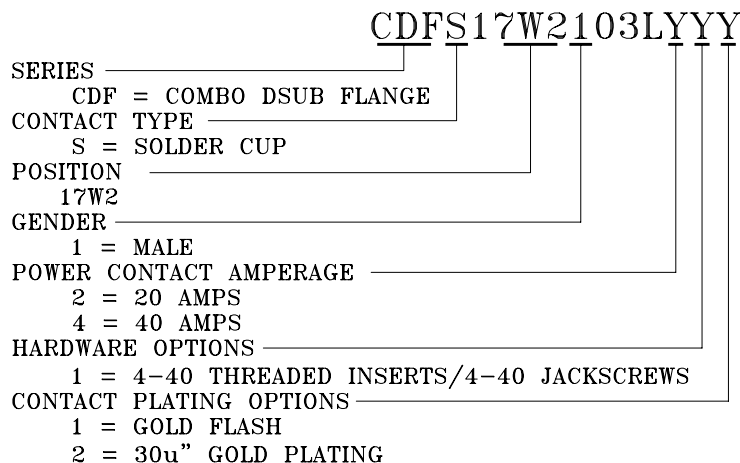 CDFS17W2103LYYY
SERIES
CDF = COMBO DSUB FLANGE
CONTACT TYPE
S = SOLDER CUP
POSITION
17W2
GENDER
1 = MALE
POWER CONTACT AMPERAGE
2 = 20 AMPS
4 = 40 AMPS
HARDWARE OPTIONS
1 = 4-40 THREADED INSERTS/4-40 JACKSCREWS
CONTACT PLATING OPTIONS
1 = GOLD FLASH
2 = 30u" GOLD PLATING